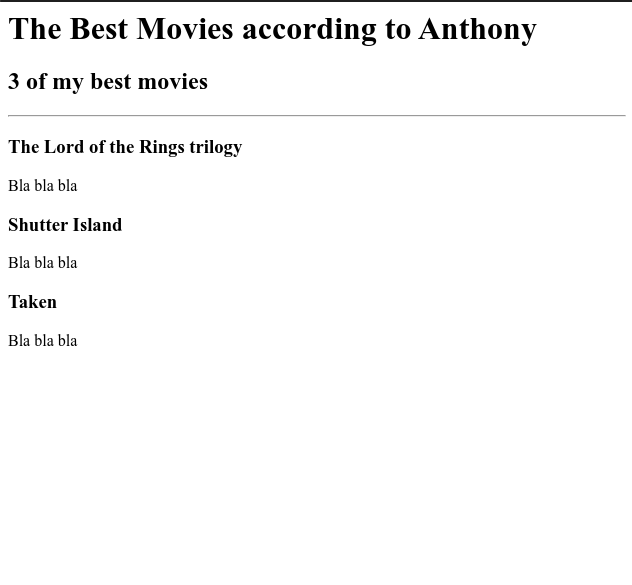 The Best Movies according to Anthony
3 of my best movies
The Lord of the Rings trilogy
Bla bla bla
Shutter Island
Bla bla bla
Taken
Bla bla bla